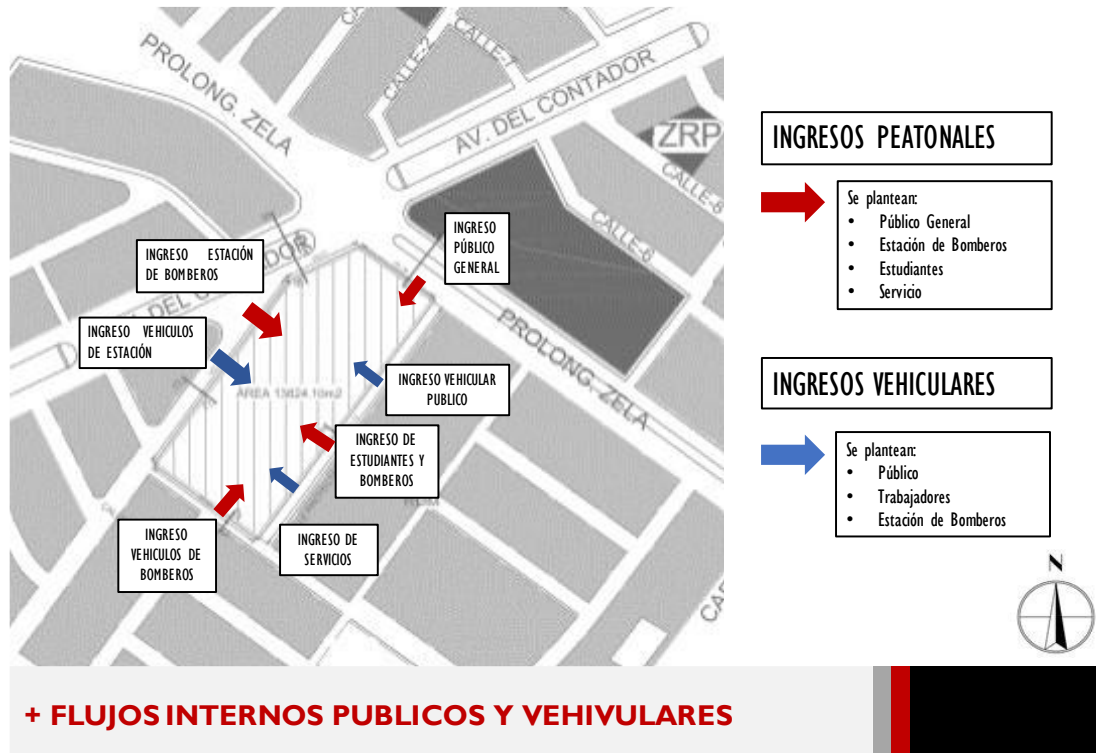 PROLONG. ZELA
CALLE-2
CALLE-1
AV. DEL CONTADOR
ZRP
CALLE-6
CALLE-6
INGRESO ESTACIÓN
DE BOMBEROS
INGRESO
PÚBLICO
GENERAL
INGRESO VEHICULOS
DE ESTACIÓN
INGRESO VEHICULAR
PUBLICO
PROLONG. ZELA
INGRESO DE
ESTUDIANTES Y
BOMBEROS
INGRESO
VEHICULOS DE
BOMBEROS
INGRESO DE
SERVICIOS
INGRESOS PEATONALES
Se plantean:
• Público General
• Estación de Bomberos
• Estudiantes
• Servicio
INGRESOS VEHICULARES
Se plantean:
• Público
• Trabajadores
• Estación de Bomberos
N
+ FLUJOS INTERNOS PUBLICOS Y VEHIVULARES